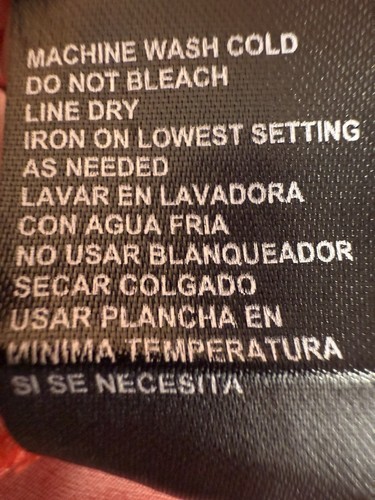 MACHINE WASH COLD
DO NOT BLEACH
LINE DRY
IRON ON LOWEST SETTING
AS NEEDED
LAVAR EN LAVADORA
CON AGUA FRIA
NO USAR BLANQUEADOR
SECAR COLGADO
USAR PLANCHA EN
MINIMA TEMPERATURA
SI SE NECESITA